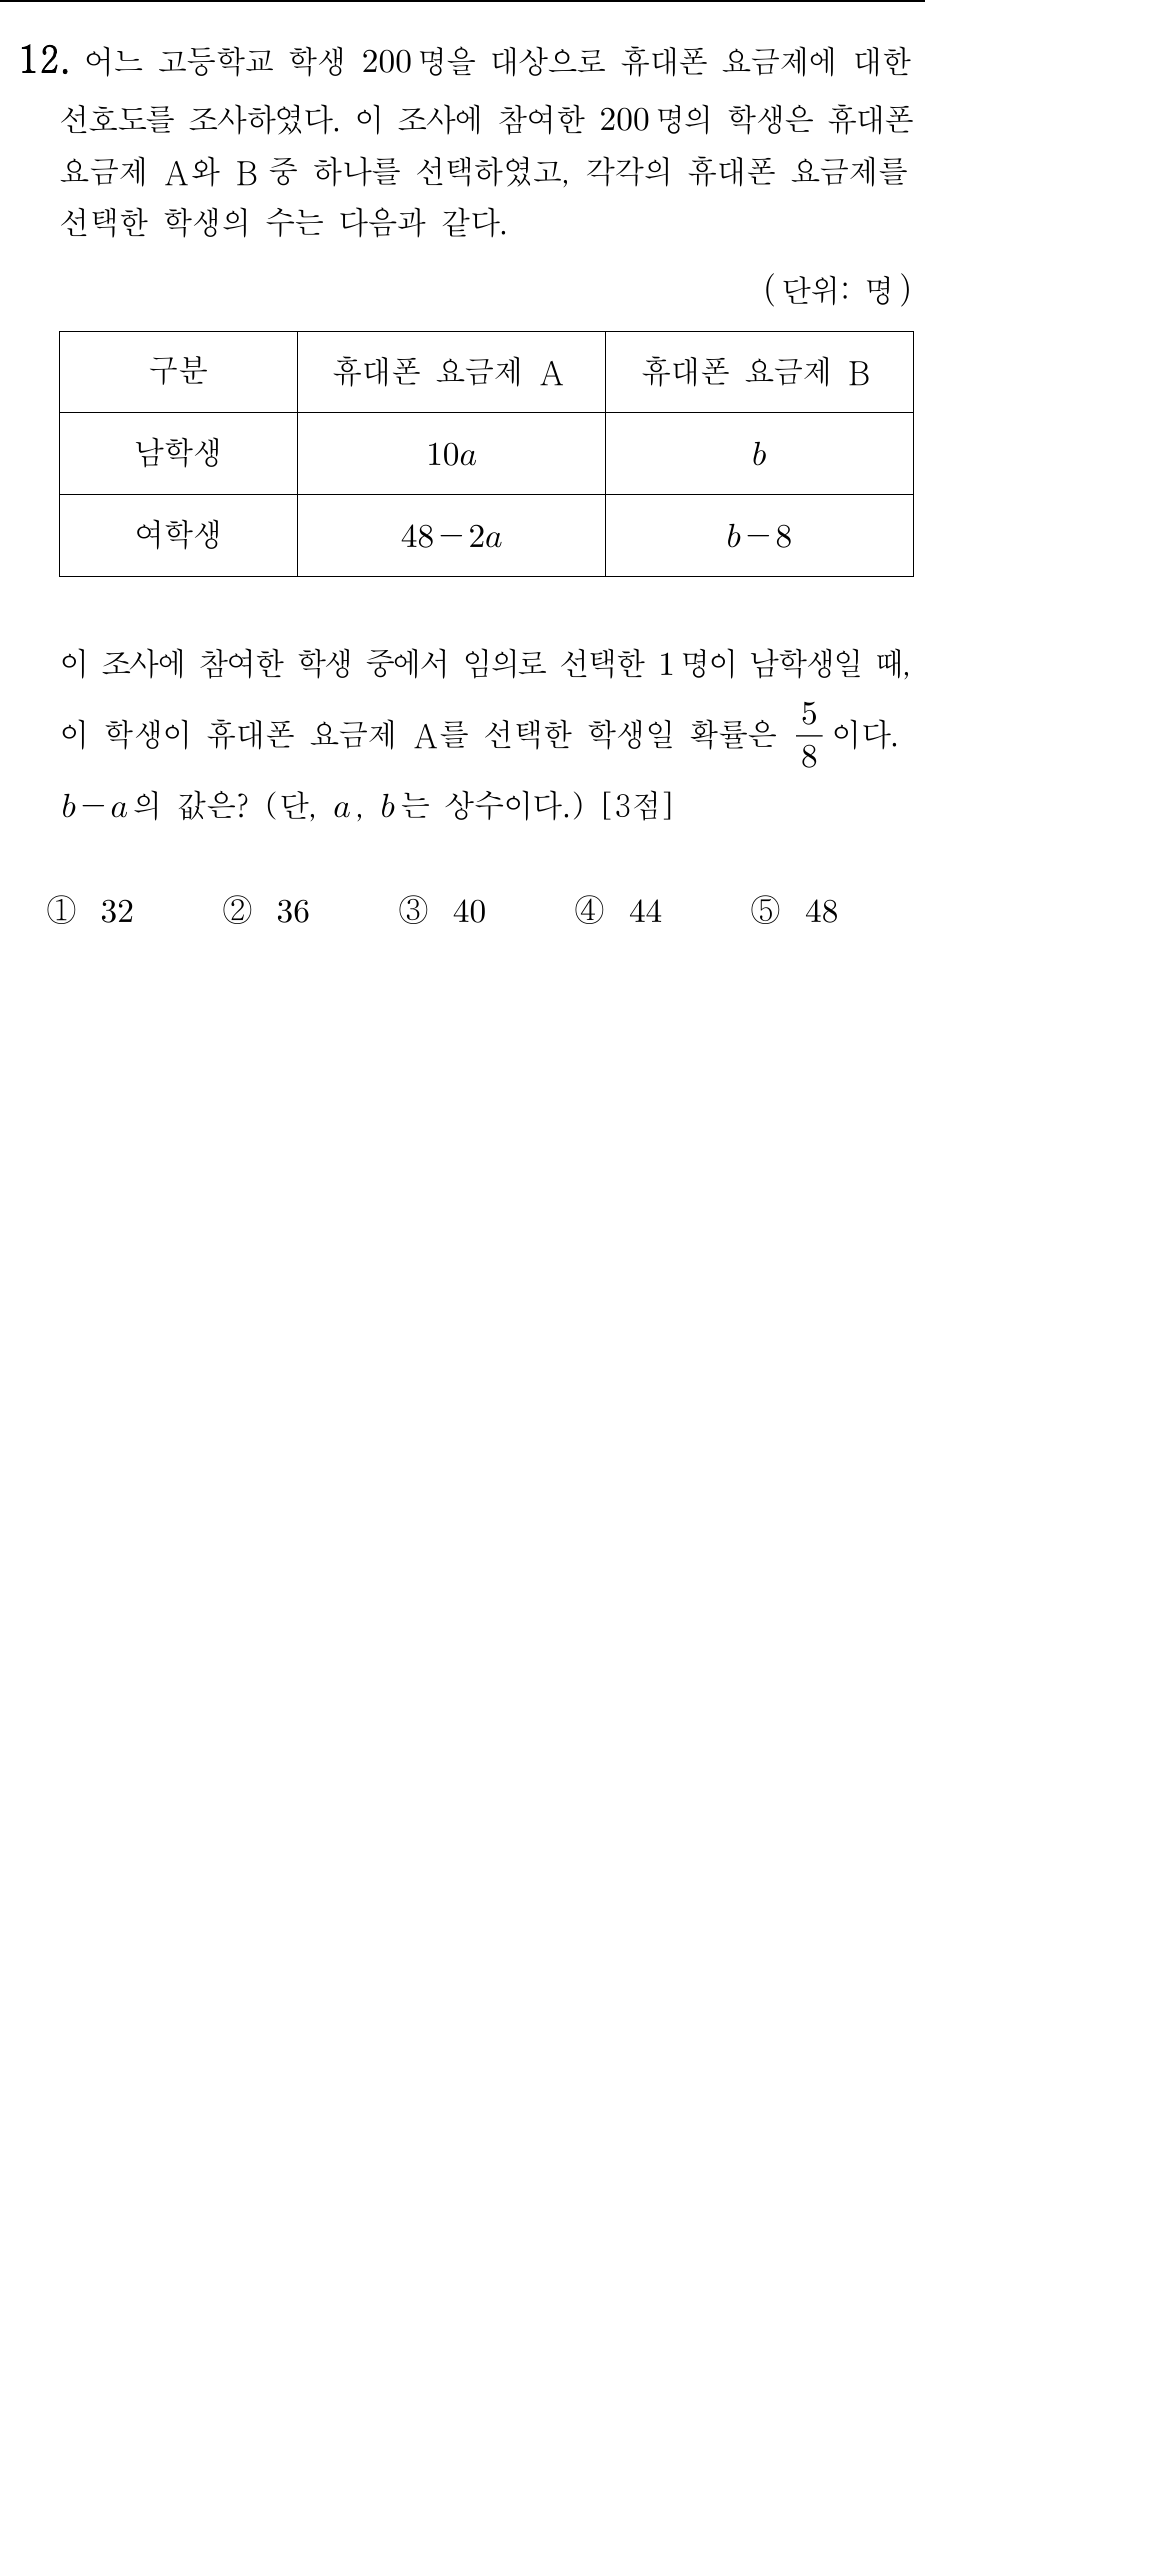 12. 어느 고등학교 학생 200명을 대상으로 휴대폰 요금제에 대한
선호도를 조사하였다. 이 조사에 참여한 200명의 학생은 휴대폰
요금제 A와 B 중 하나를 선택하였고, 각각의 휴대폰 요금제를
선택한 학생의 수는 다음과 같다.
(단위: 명)
구분 휴대폰 요금제 A 휴대폰 요금제 B
남학생 10a b
여학생 48-2a b-8
이 조사에 참여한 학생 중에서 임의로 선택한 1명이 남학생일 때,
이 학생이 휴대폰 요금제 A를 선택한 학생일 확률은 5/8 이다.
b-a의 값은? (단, a, b는 상수이다.) [3점]
① 32 ② 36 ③ 40 ④ 44 ⑤ 48